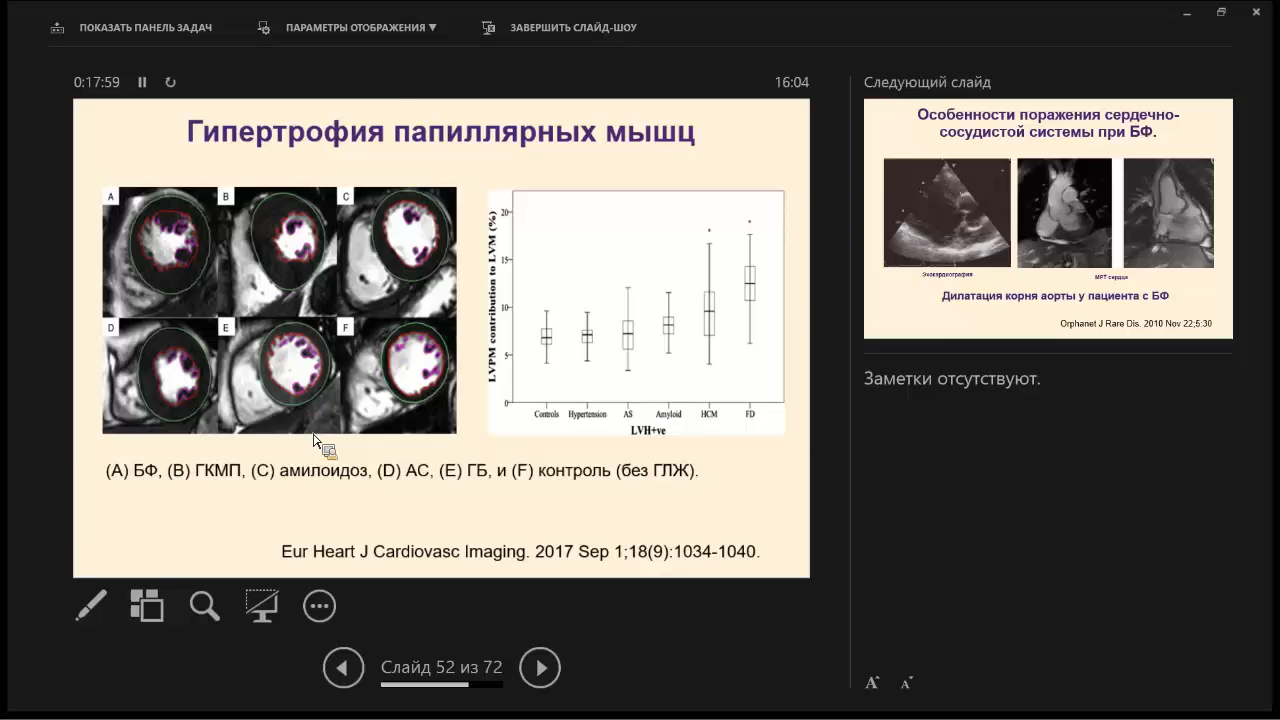 ПОКАЗАТЬ ПАНЕЛЬ ЗАДАЧ
ПАРАМЕТРЫ ОТОБРАЖЕНИЯ ▼
ЗАВЕРШИТЬ СЛАЙД-ШОУ
0:17:59
16:04
Гипертрофия папиллярных мышц
A
B
C
D
E
F
LVPM contribution to LVM (%)
20
15
10
5
0
Controls
Hypertension
AS
Amyloid
HCM
FD
LVH+ve
(A) БФ, (B) ГКМП, (C) амилоидоз, (D) АС, (E) ГБ, и (F) контроль (без ГЛЖ).
Eur Heart J Cardiovasc Imaging. 2017 Sep 1;18(9):1034-1040.
Слайд 52 из 72
Следующий слайд
Особенности поражения сердечно-
сосудистой системы при БФ.
Эхокардиография
МРТ сердца
Дилатация корня аорты у пациента с БФ
Orphanet J Rare Dis. 2010 Nov 22;5:30
Заметки отсутствуют.
A
A